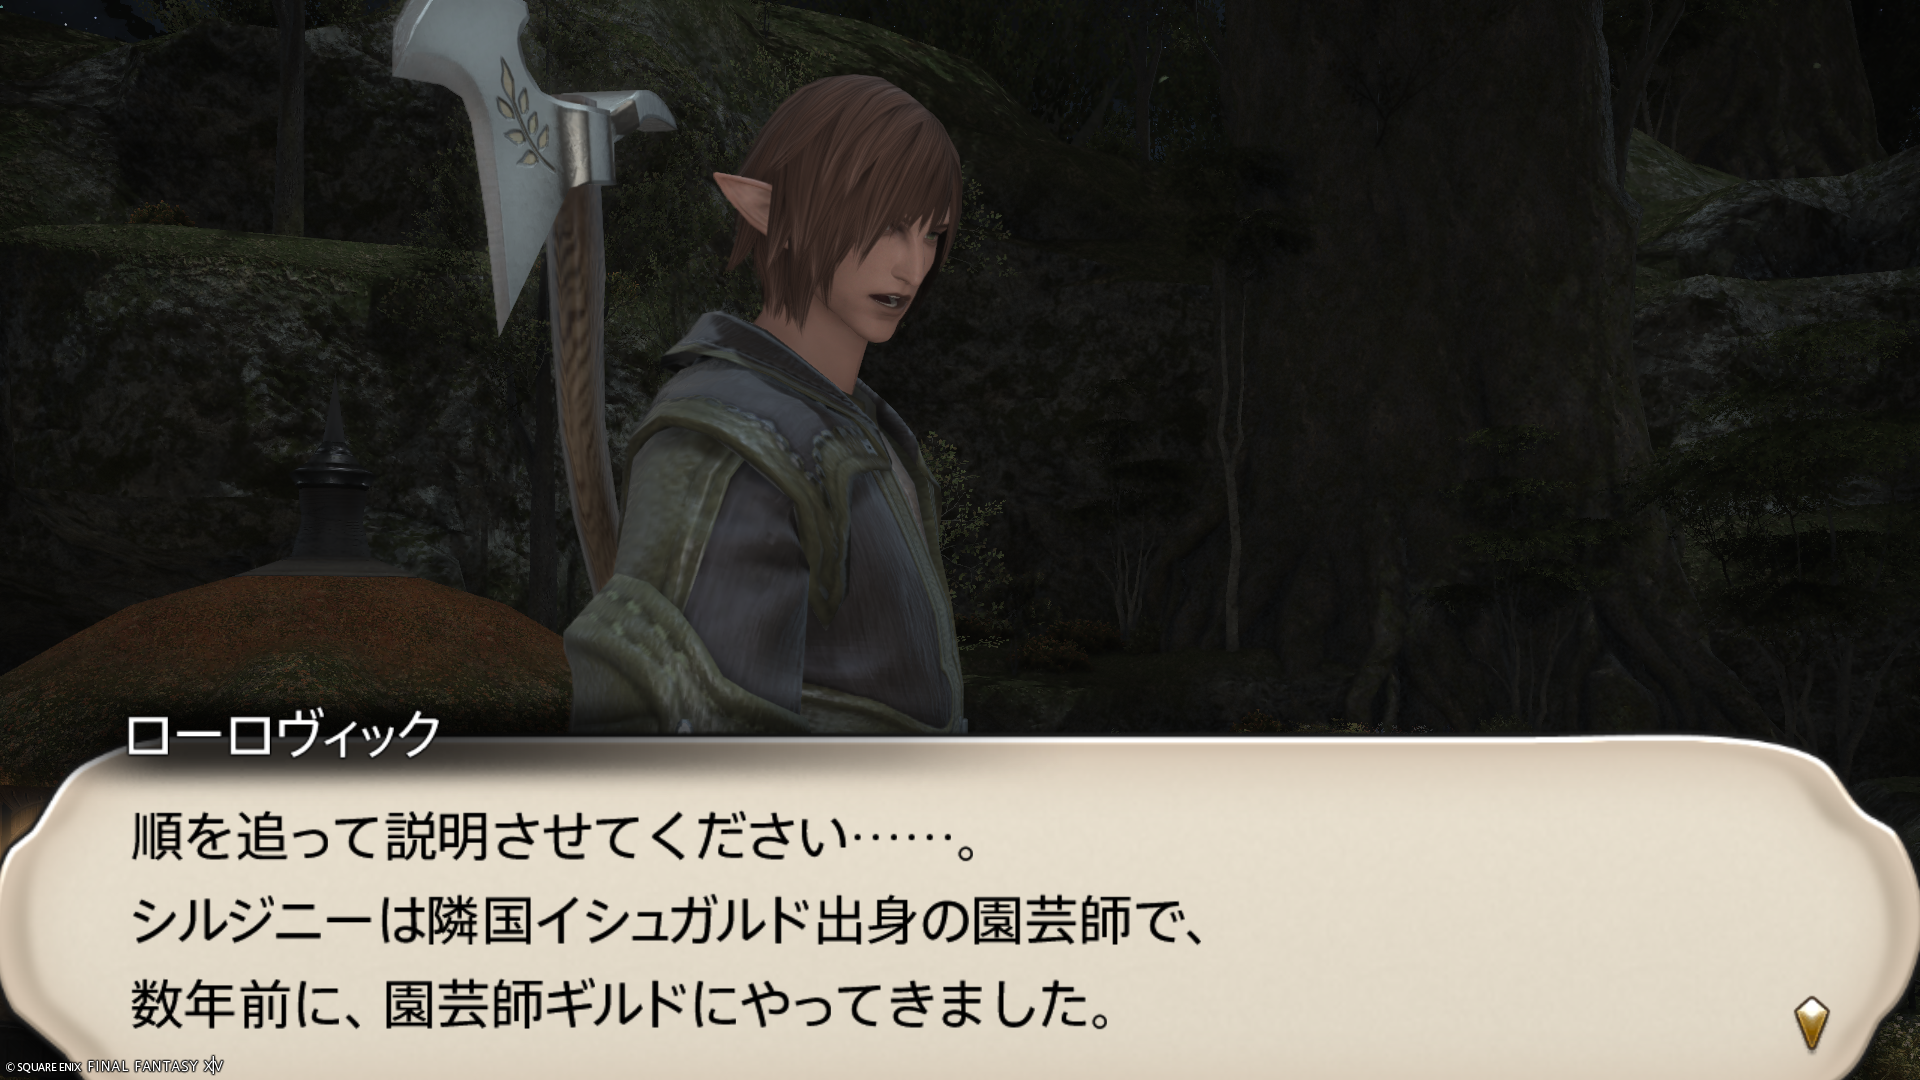 ローロヴィック
順を追って説明させてください……。
シルジニーは隣国イシュガルド出身の園芸師で、
数年前に、園芸師ギルドにやってきました。
© SQUARE ENIX FINAL FANTASY XIV